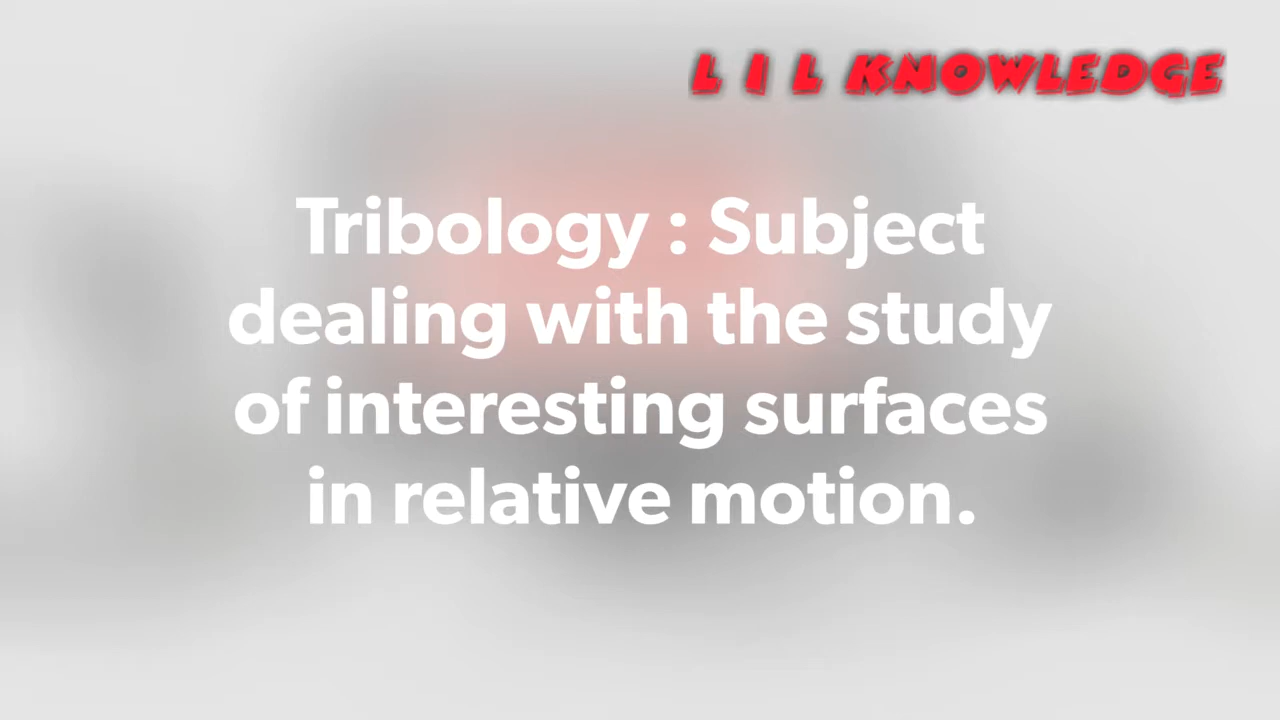 L I L KNOWLEDGE
Tribology : Subject
dealing with the study
of interesting surfaces
in relative motion.